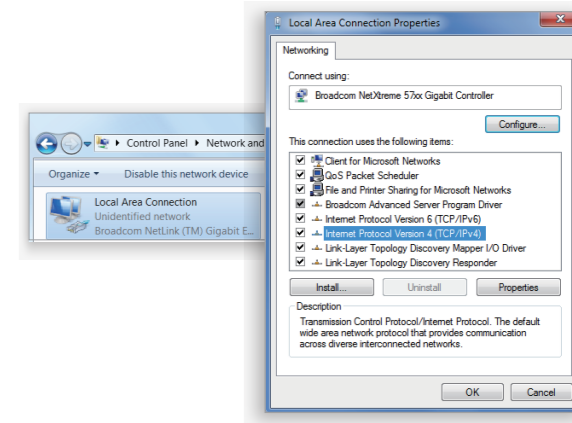 Control Panel ▸ Network and
Organize ▾ Disable this network device
Local Area Connection
Unidentified network
Broadcom NetLink (TM) Gigabit E...
Local Area Connection Properties
Networking
Connect using:
Broadcom NetXtreme 57xx Gigabit Controller
Configure...
This connection uses the following items:
Client for Microsoft Networks
QoS Packet Scheduler
File and Printer Sharing for Microsoft Networks
Broadcom Advanced Server Program Driver
Internet Protocol Version 6 (TCP/IPv6)
Internet Protocol Version 4 (TCP/IPv4)
Link-Layer Topology Discovery Mapper I/O Driver
Link-Layer Topology Discovery Responder
Install... Uninstall Properties
Description
Transmission Control Protocol/Internet Protocol. The default
wide area network protocol that provides communication
across diverse interconnected networks.
OK Cancel